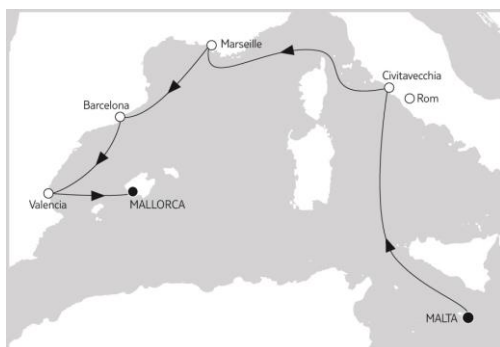 Marseille
Civitavecchia
Rom
Barcelona
Valencia
MALLORCA
MALTA